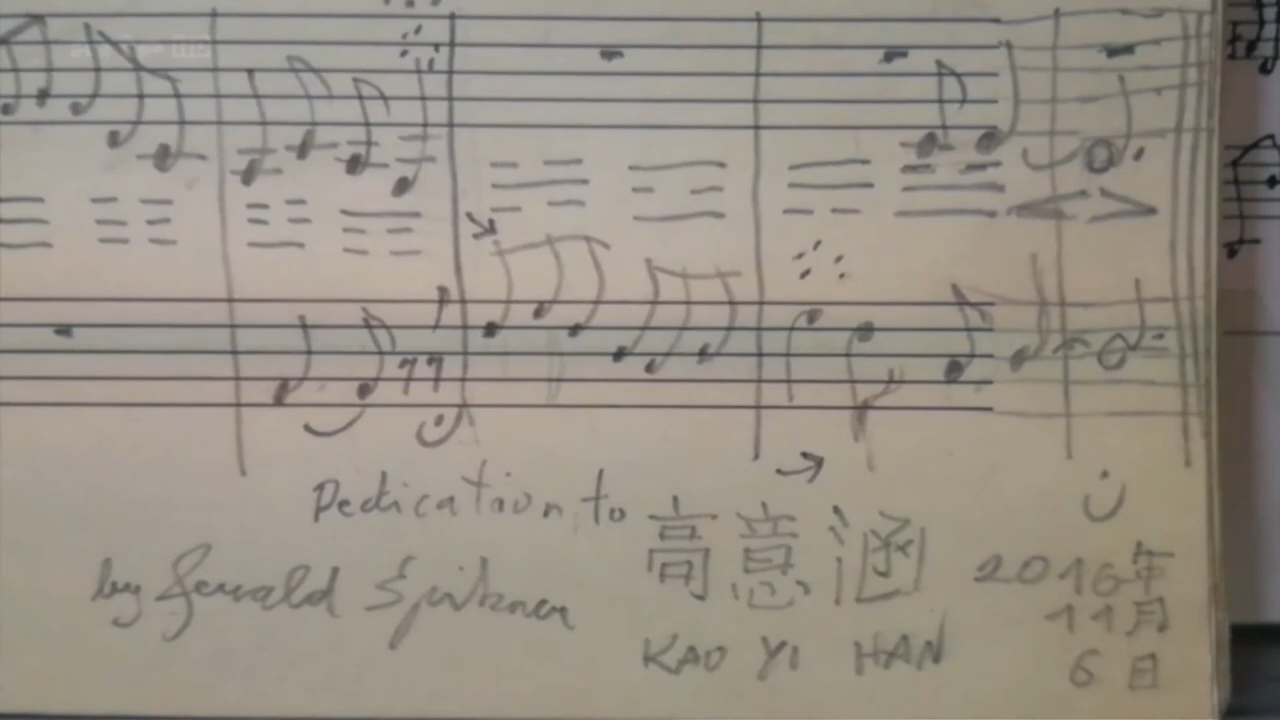 Dedication to 高意涵
by Gerald Spitzner
KAO YI HAN
2016年
11月
6日